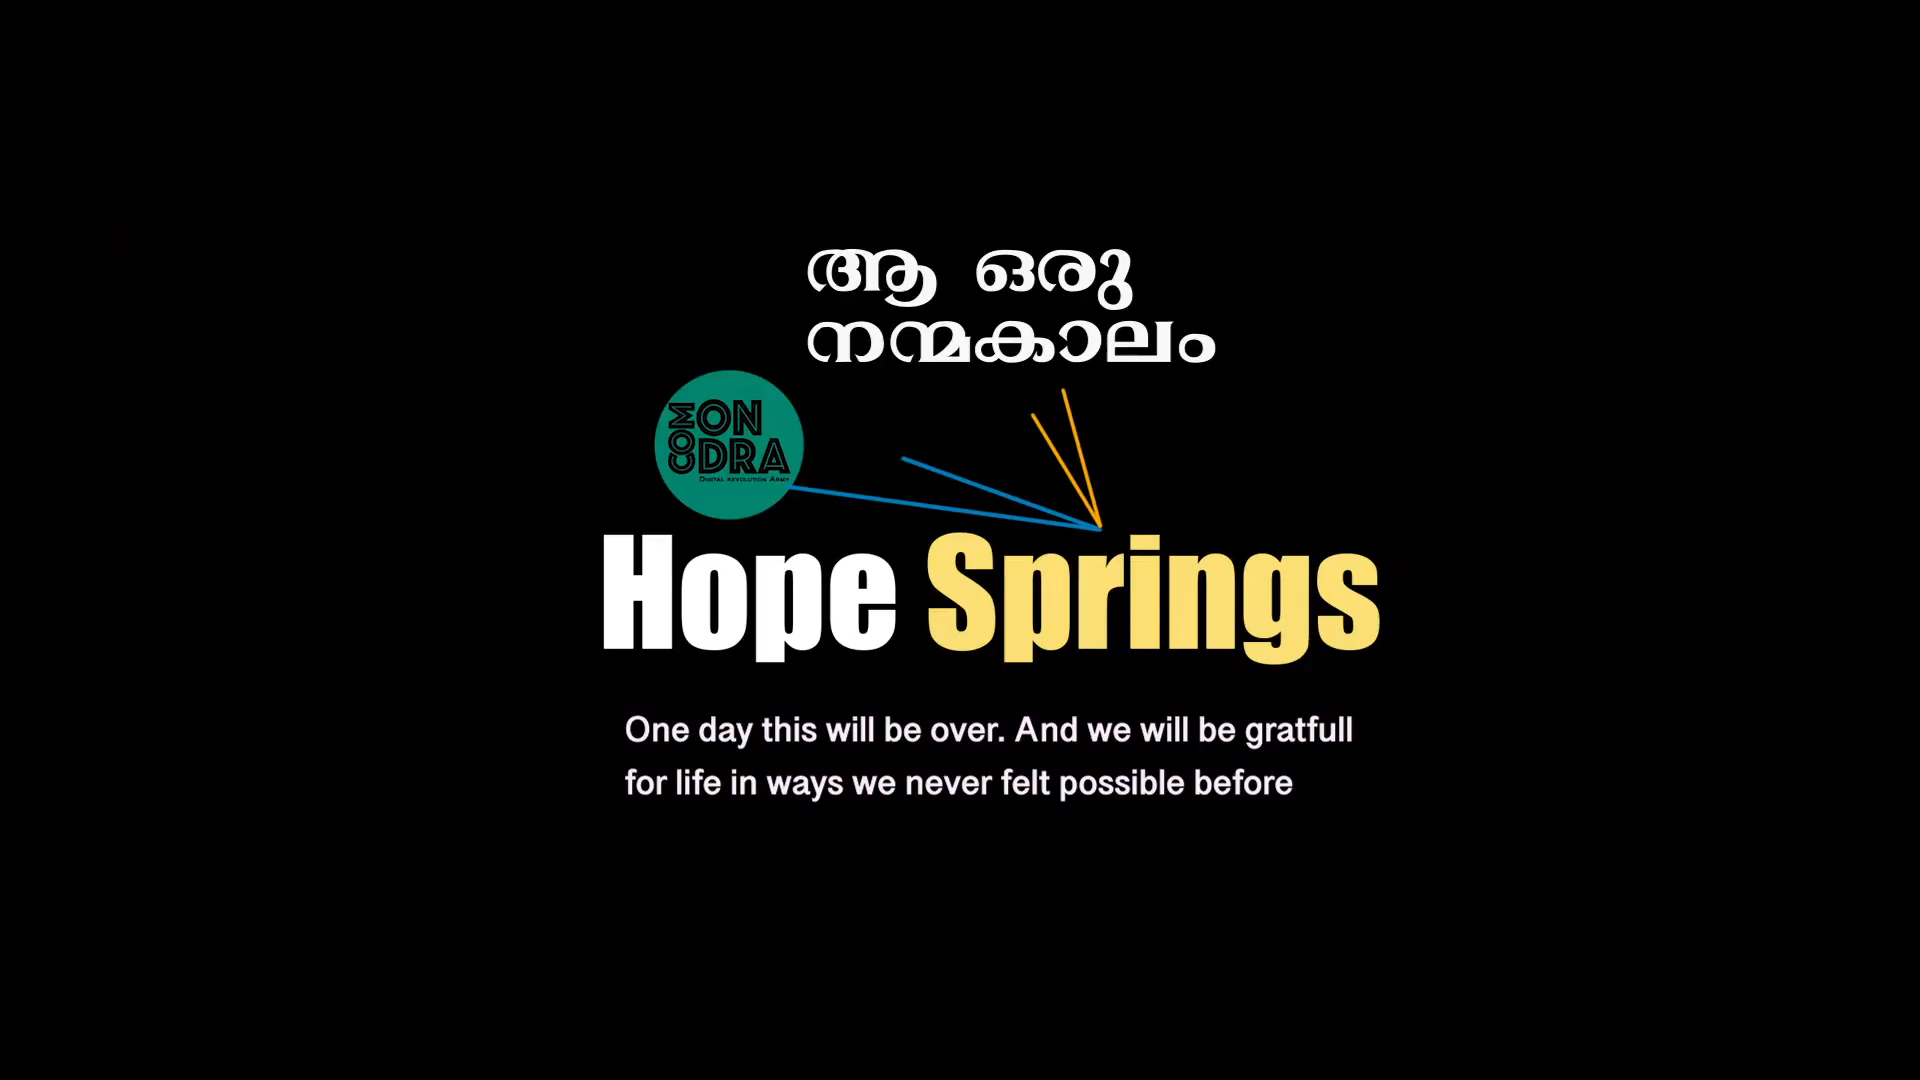 ആ ഒരു
നന്മകാലം
COM ON
DRA
DIGITAL REVOLUTION ARMY
Hope Springs
One day this will be over. And we will be gratfull
for life in ways we never felt possible before